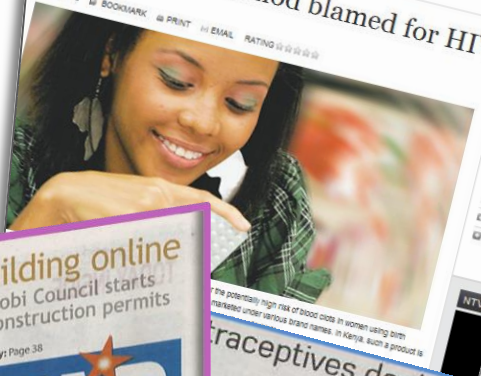 BOOKMARK PRINT EMAIL RATING
blamed for HI
ilding online
obi Council starts
onstruction permits
y: Page 38
the potentially high risk of blood clots in women using birth
marketed under various brand names. In Kenya, such a product is
traceptives
NTV